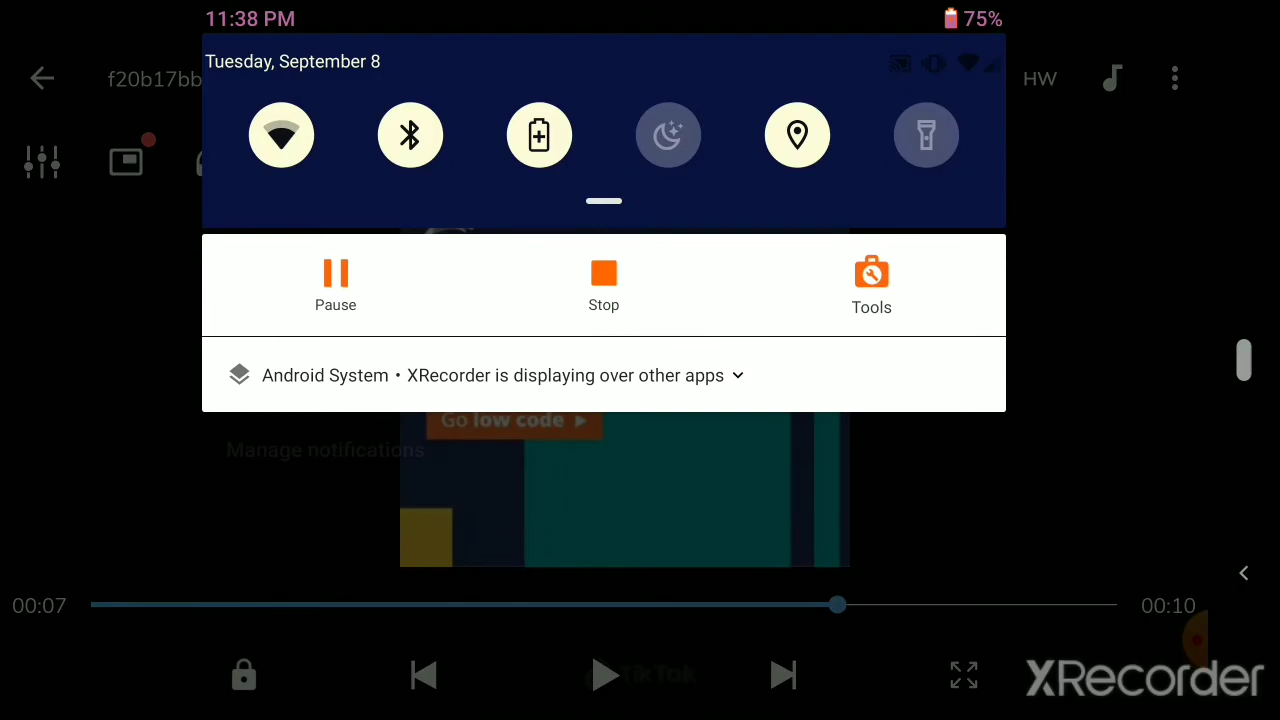 11:38 PM
75%
Tuesday, September 8
f20b17bb
HW
Pause
Stop
Tools
Android System • XRecorder is displaying over other apps
Go low code
Manage notifications
00:07
00:10
TikTok
XRecorder